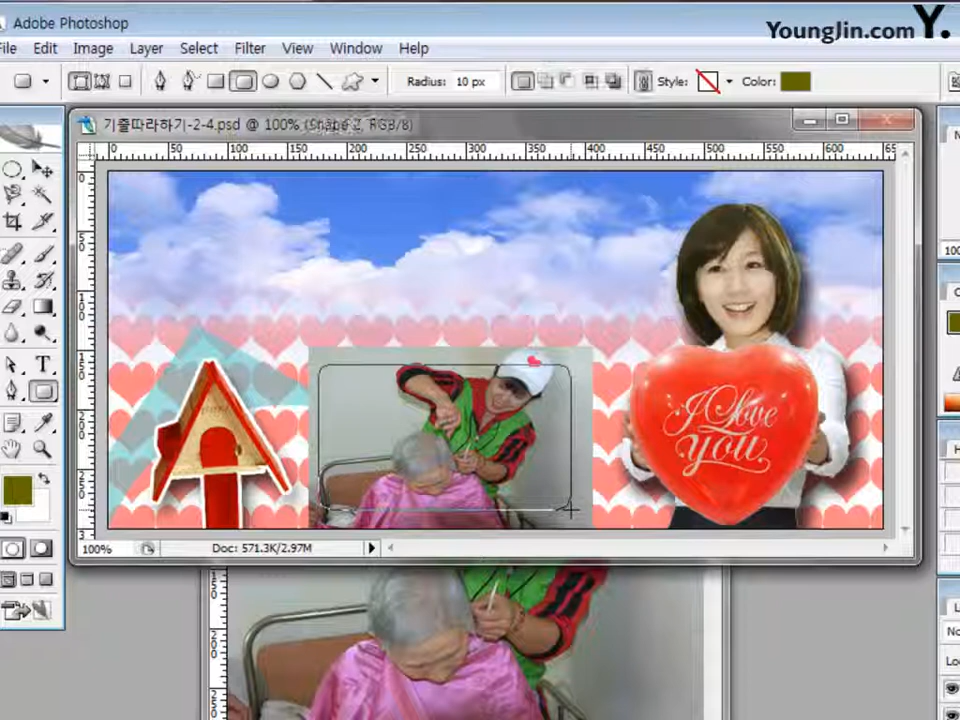 Adobe Photoshop
YoungJin.com Y.
File Edit Image Layer Select Filter View Window Help
Radius: 10 px Style: Color:
기출따라하기-2-4.psd @ 100% (Shape 2, RGB/8)
0 50 100 150 200 250 300 350 400 450 500 550 600 65
I Love
you
100% Doc: 571.3K/2.97M